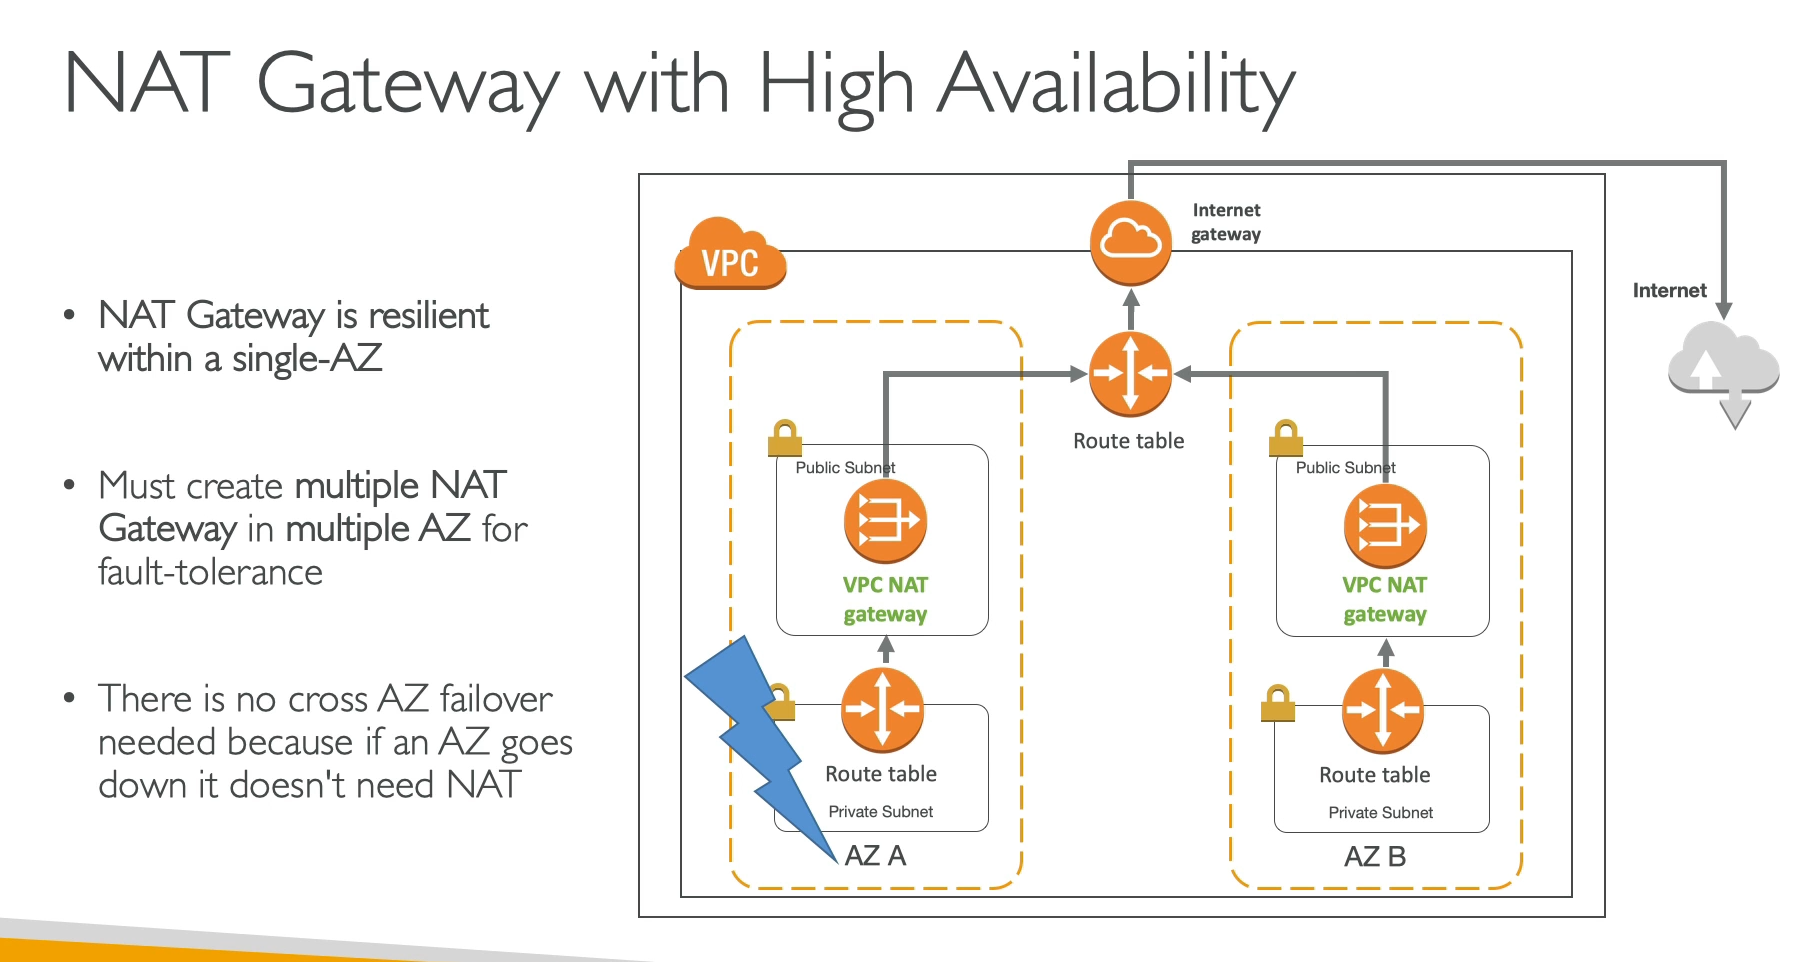 NAT Gateway with High Availability
• NAT Gateway is resilient
within a single-AZ
• Must create multiple NAT
Gateway in multiple AZ for
fault-tolerance
• There is no cross AZ failover
needed because if an AZ goes
down it doesn't need NAT
Internet
gateway
VPC
Internet
Route table
Public Subnet
VPC NAT
gateway
Route table
Private Subnet
AZ A
Public Subnet
VPC NAT
gateway
Route table
Private Subnet
AZ B